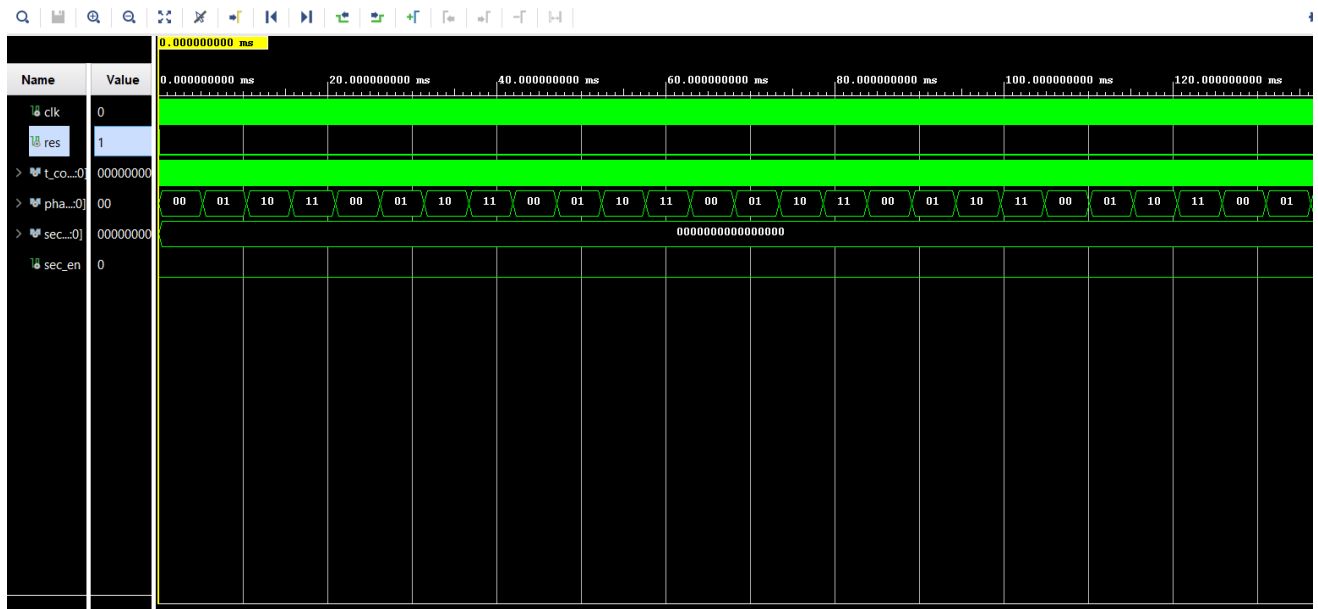 0.000000000 ms
Name Value 0.000000000 ms 20.000000000 ms 40.000000000 ms 60.000000000 ms 80.000000000 ms 100.000000000 ms 120.000000000 ms
clk 0
res 1
t_co...:0] 00000000
pha...:0] 00 00 01 10 11 00 01 10 11 00 01 10 11 00 01 10 11 00 01 10 11 00 01 10 11 00 01
sec...:0] 00000000 0000000000000000
sec_en 0